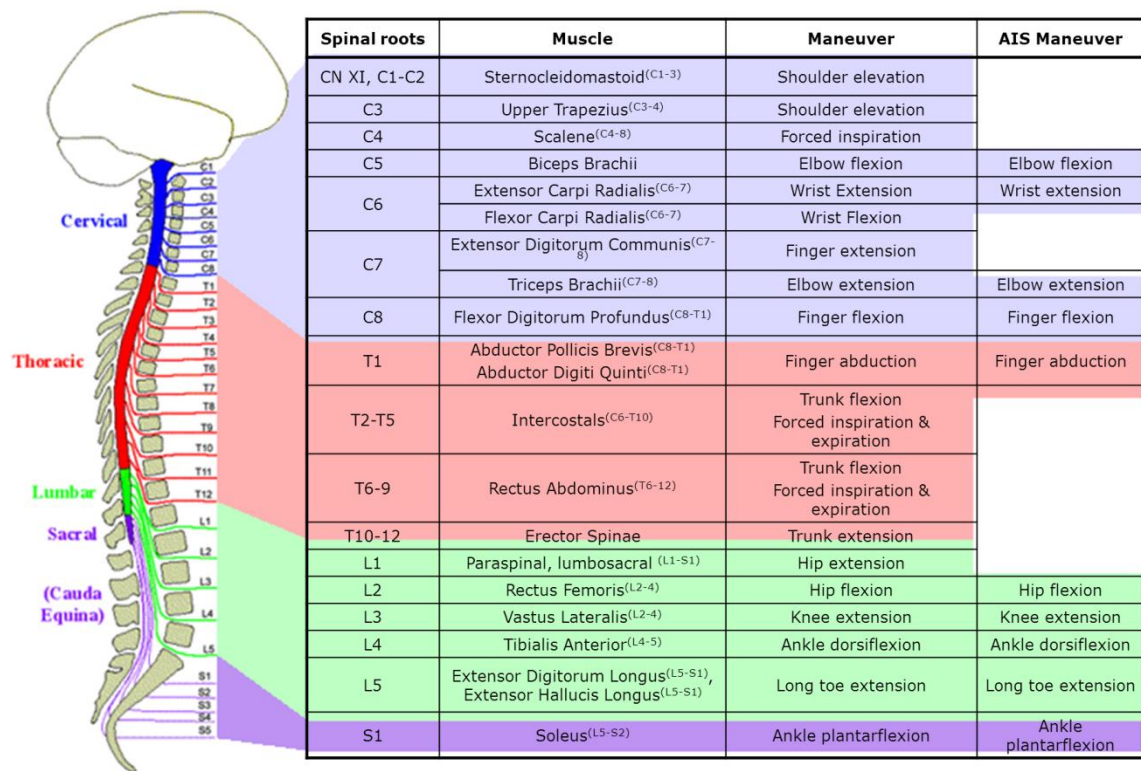 Spinal roots Muscle Maneuver AIS Maneuver
CN XI, C1-C2 Sternocleidomastoid(C1-3) Shoulder elevation
C3 Upper Trapezius(C3-4) Shoulder elevation
C4 Scalene(C4-8) Forced inspiration
C5 Biceps Brachii Elbow flexion Elbow flexion
C6 Extensor Carpi Radialis(C6-7) Wrist Extension Wrist extension
Flexor Carpi Radialis(C6-7) Wrist Flexion
C7 Extensor Digitorum Communis(C7-
8) Finger extension
Triceps Brachii(C7-8) Elbow extension Elbow extension
C8 Flexor Digitorum Profundus(C8-T1) Finger flexion Finger flexion
T1 Abductor Pollicis Brevis(C8-T1)
Abductor Digiti Quinti(C8-T1) Finger abduction Finger abduction
T2-T5 Intercostals(C6-T10) Trunk flexion
Forced inspiration &
expiration
T6-9 Rectus Abdominus(T6-12) Trunk flexion
Forced inspiration &
expiration
T10-12 Erector Spinae Trunk extension
L1 Paraspinal, lumbosacral (L1-S1) Hip extension
L2 Rectus Femoris(L2-4) Hip flexion Hip flexion
L3 Vastus Lateralis(L2-4) Knee extension Knee extension
L4 Tibialis Anterior(L4-5) Ankle dorsiflexion Ankle dorsiflexion
L5 Extensor Digitorum Longus(L5-S1),
Extensor Hallucis Longus(L5-S1) Long toe extension Long toe extension
S1 Soleus(L5-S2) Ankle plantarflexion Ankle
plantarflexion
Cervical
Thoracic
Lumbar
Sacral
(Cauda
Equina)
C1
C2
C3
C4
C5
C6
C7
C8
T1
T2
T3
T4
T5
T6
T7
T8
T9
T10
T11
T12
L1
L2
L3
L4
L5
S1
S2
S3
S4
S5